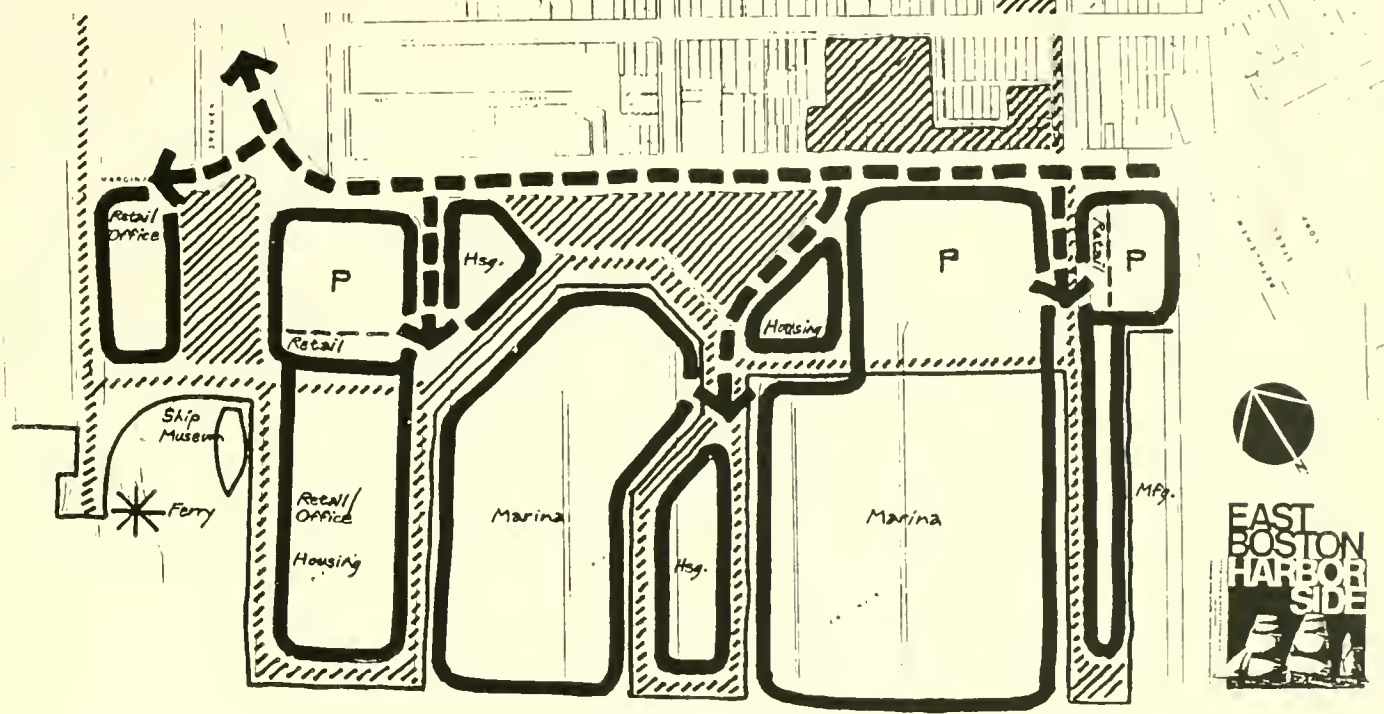 MARGINAL
Retail
Office
P
Retail
Hsg.
Housing
P
Retail
P
Ship
Museum
Ferry
Retail/
Office
Housing
Marina
Hsg.
Marina
Mfg.
N
EAST
BOSTON
HARBOR
SIDE